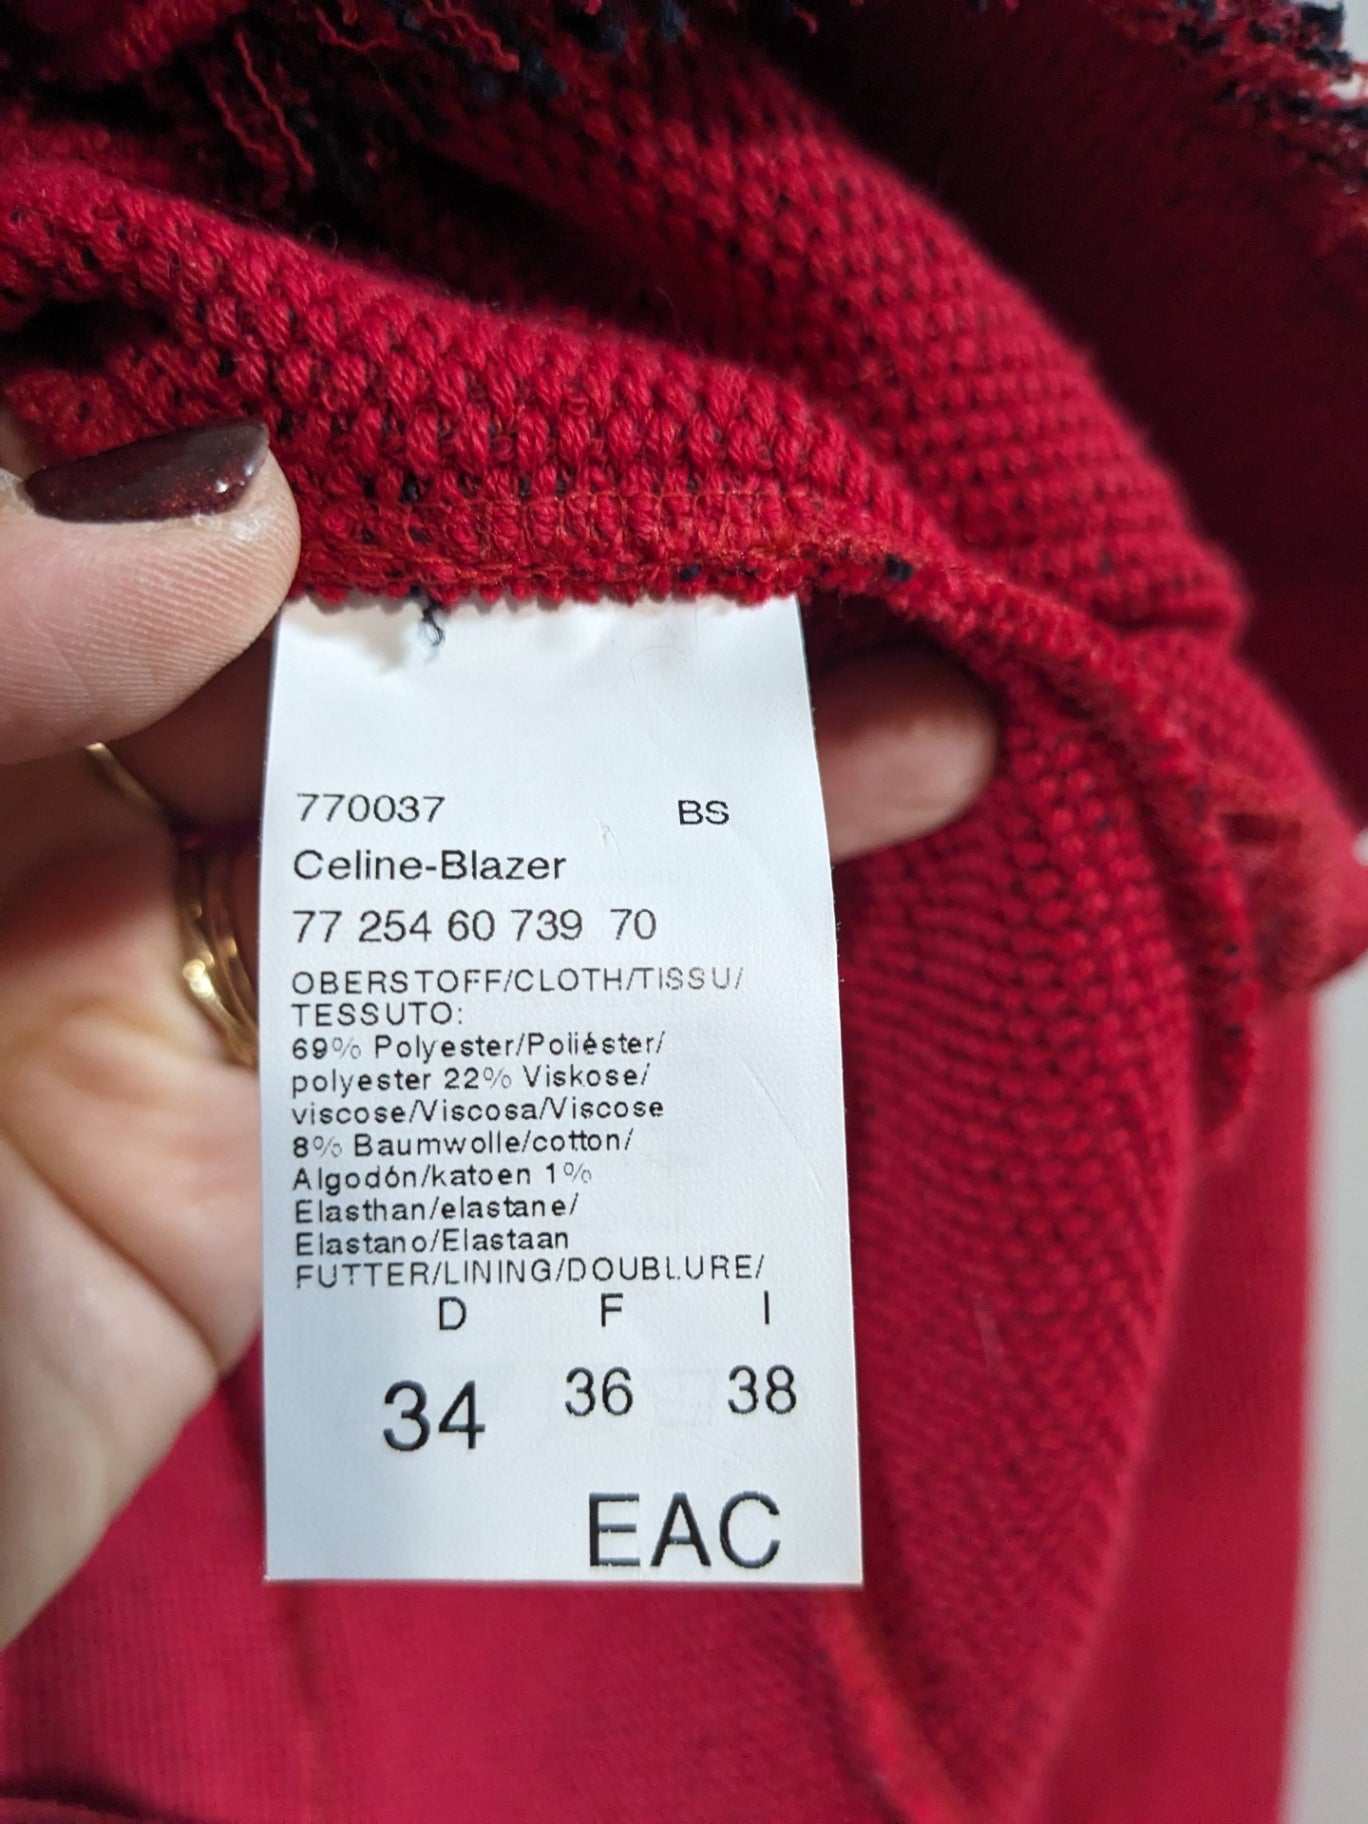 770037 BS
Celine-Blazer
77 254 60 739 70
OBERSTOFF/CLOTH/TISSU/
TESSUTO:
69% Polyester/Poliéster/
polyester 22% Viskose/
viscose/Viscosa/Viscose
8% Baumwolle/cotton/
Algodón/katoen 1%
Elasthan/elastane/
Elastano/Elastaan
FUTTER/LINING/DOUBLURE/
D F I
34 36 38
EAC